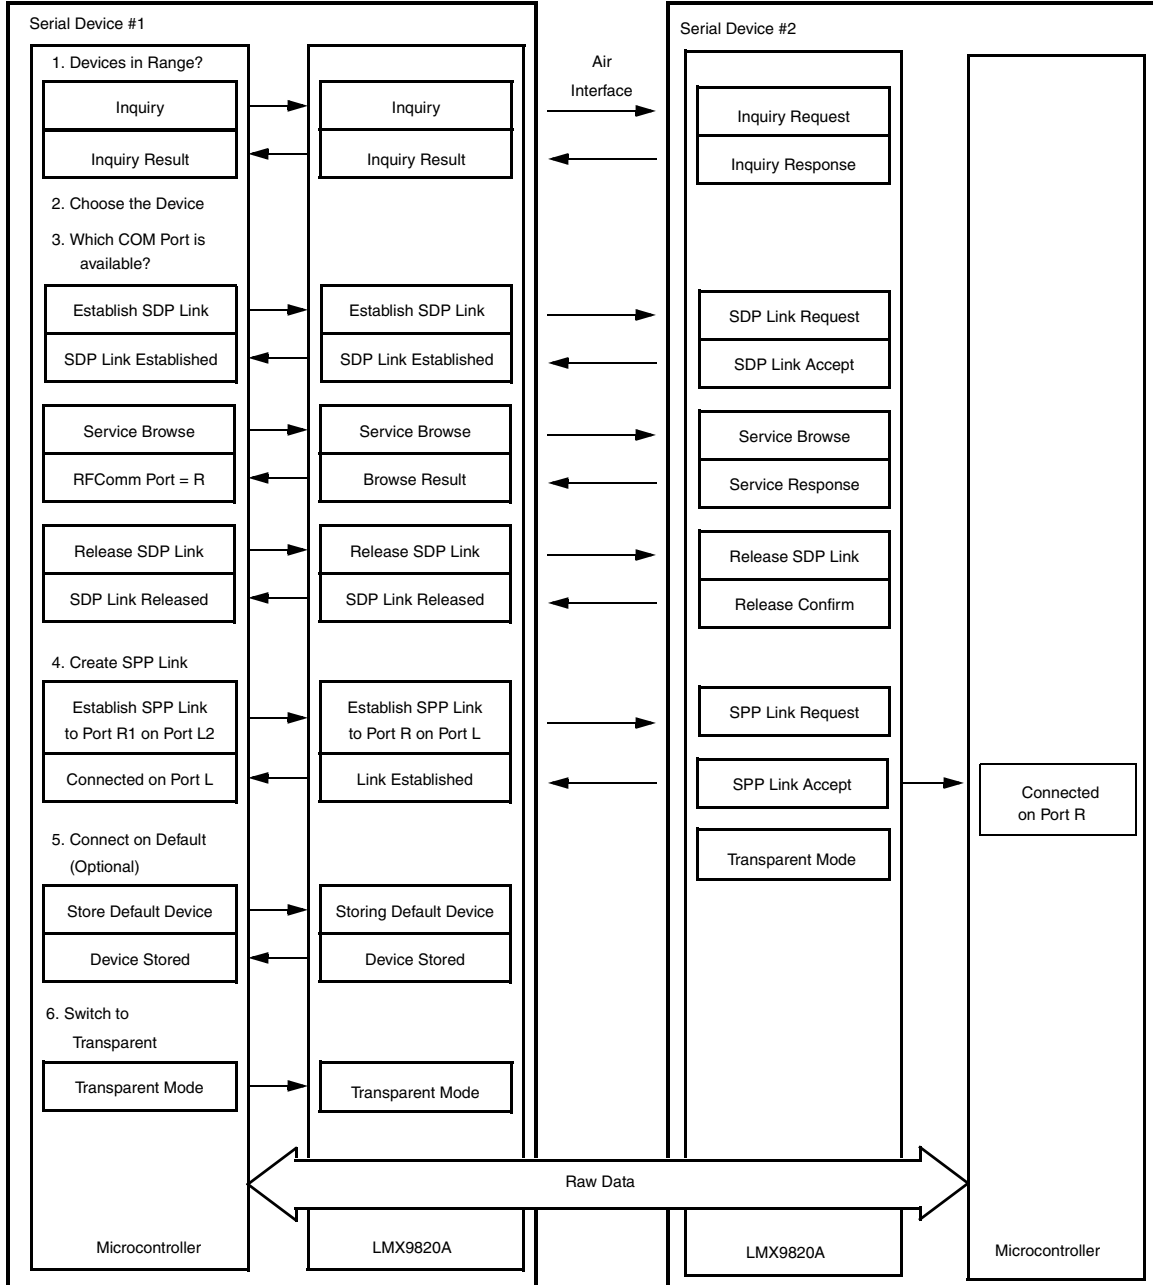 Serial Device #1
Serial Device #2
Air
Interface
1. Devices in Range?
Inquiry
Inquiry
Inquiry Request
Inquiry Result
Inquiry Result
Inquiry Response
2. Choose the Device
3. Which COM Port is
available?
Establish SDP Link
Establish SDP Link
SDP Link Request
SDP Link Established
SDP Link Established
SDP Link Accept
Service Browse
Service Browse
Service Browse
RFComm Port = R
Browse Result
Service Response
Release SDP Link
Release SDP Link
Release SDP Link
SDP Link Released
SDP Link Released
Release Confirm
4. Create SPP Link
Establish SPP Link
to Port R1 on Port L2
Establish SPP Link
to Port R on Port L
SPP Link Request
Connected on Port L
Link Established
SPP Link Accept
Connected
on Port R
5. Connect on Default
(Optional)
Transparent Mode
Store Default Device
Storing Default Device
Device Stored
Device Stored
6. Switch to
Transparent
Transparent Mode
Transparent Mode
Raw Data
Microcontroller
LMX9820A
LMX9820A
Microcontroller